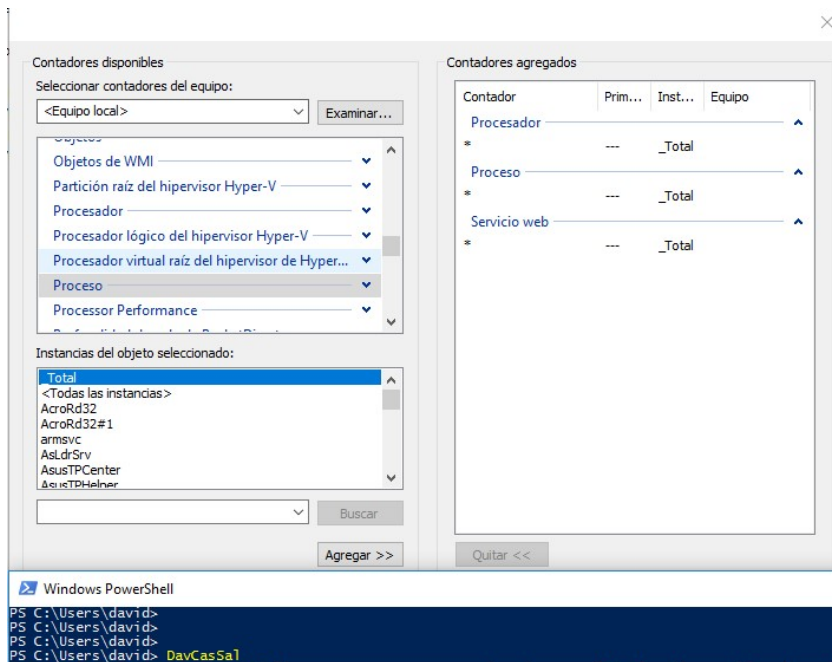 Contadores disponibles
Seleccionar contadores del equipo:
<Equipo local>
Examinar...
Objetos de WMI
Partición raíz del hipervisor Hyper-V
Procesador
Procesador lógico del hipervisor Hyper-V
Procesador virtual raíz del hipervisor de Hyper...
Proceso
Processor Performance
Instancias del objeto seleccionado:
_Total
<Todas las instancias>
AcroRd32
AcroRd32#1
armsvc
AsLdrSrv
AsusTPCenter
AsusTPHelper
Buscar
Agregar >>
Contadores agregados
Contador Prim... Inst... Equipo
Procesador
* --- _Total
Proceso
* --- _Total
Servicio web
* --- _Total
Quitar <<
Windows PowerShell
PS C:\Users\david>
PS C:\Users\david>
PS C:\Users\david>
PS C:\Users\david> DavCasSal